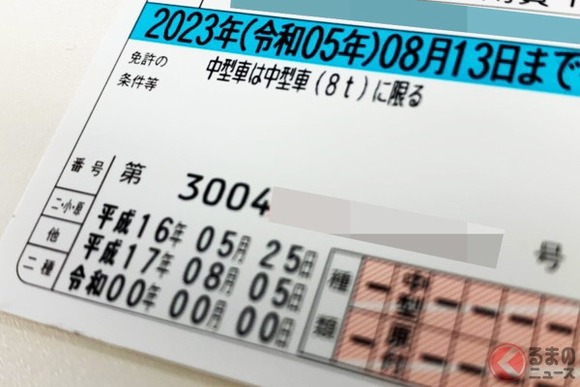 2023年(令和05年)08月13日まで
免許の
条件等
中型車は中型車(8t)に限る
番号 第 3004 号
二・小・原 平成16年05月25日
他 平成17年08月05日
二種 令和00年00月00日
種類
中型
くるまの
ニュース